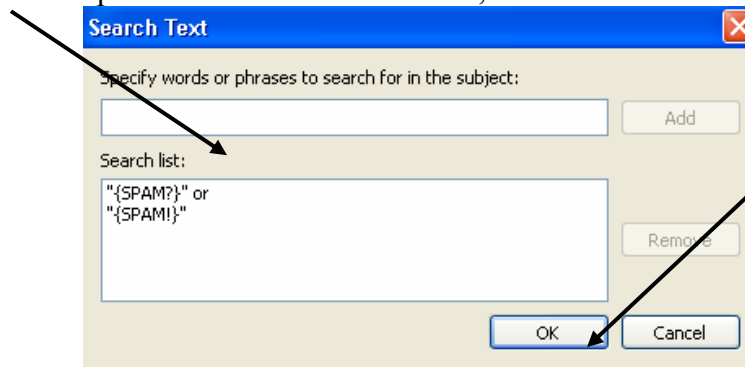 Search Text
Specify words or phrases to search for in the subject:
Add
Search list:
"{SPAM?}" or
"{SPAM!}"
Remove
OK
Cancel